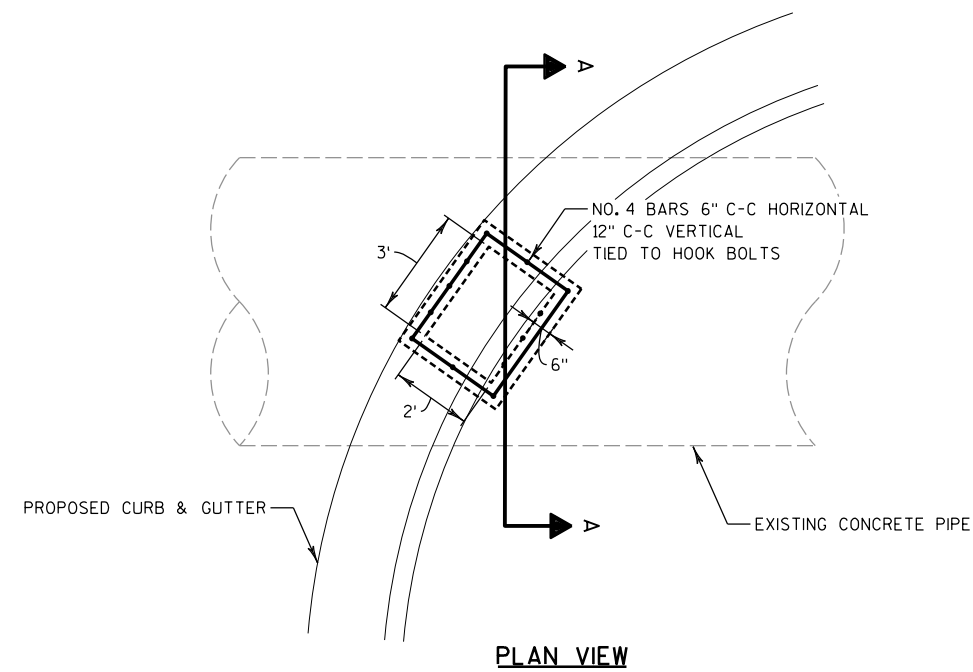 A
NO. 4 BARS 6" C-C HORIZONTAL
12" C-C VERTICAL
TIED TO HOOK BOLTS
3'
6"
2'
PROPOSED CURB & GUTTER
EXISTING CONCRETE PIPE
A
PLAN VIEW